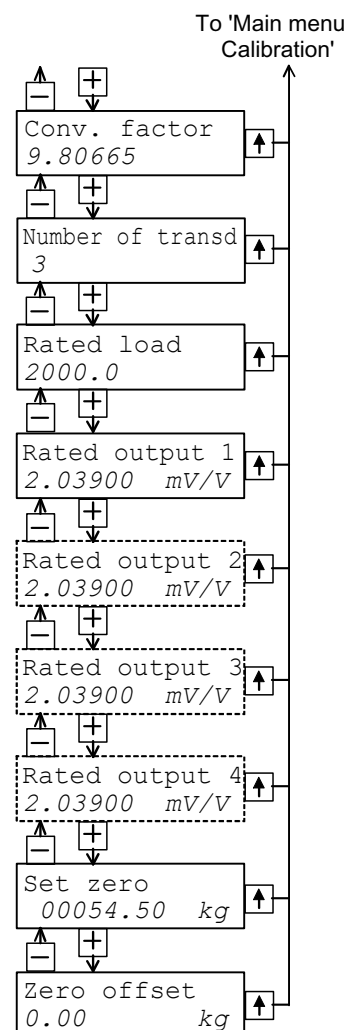 To 'Main menu
Calibration'
+
−
Conv. factor
9.80665
+
−
Number of transd
3
+
−
Rated load
2000.0
+
−
Rated output 1
2.03900 mV/V
+
−
Rated output 2
2.03900 mV/V
+
−
Rated output 3
2.03900 mV/V
+
−
Rated output 4
2.03900 mV/V
+
−
Set zero
00054.50 kg
+
−
Zero offset
0.00 kg